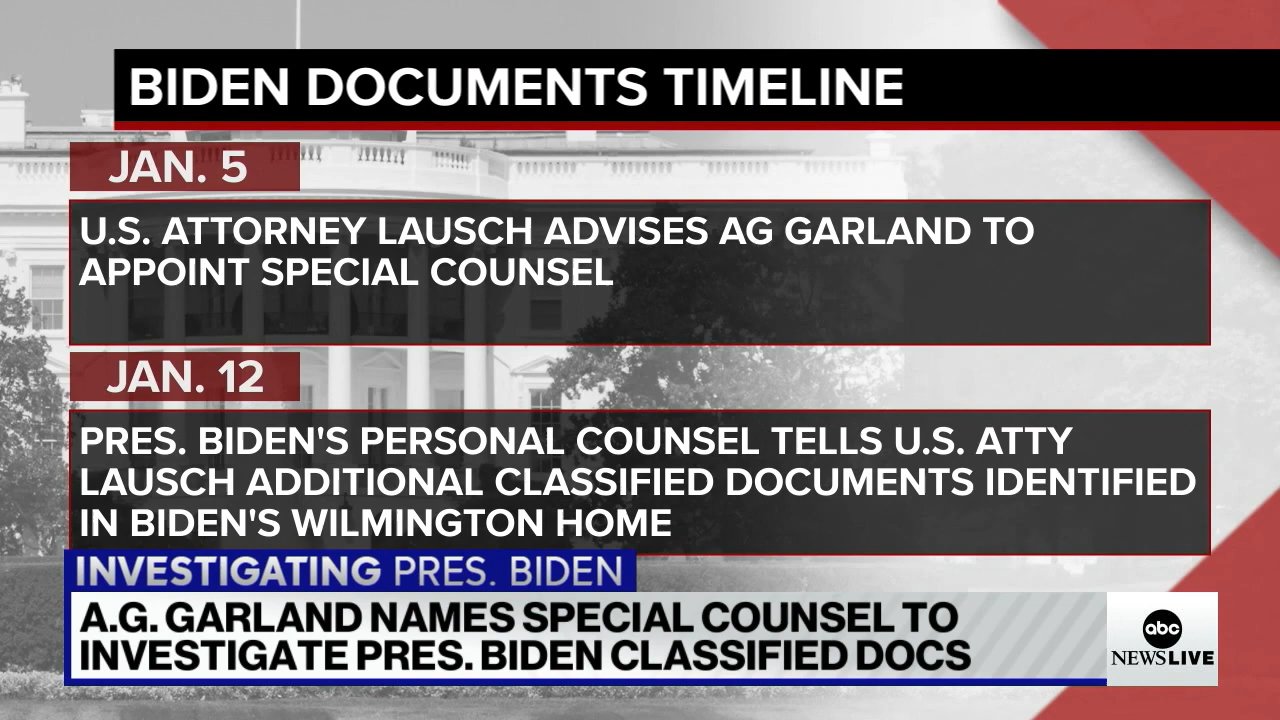 BIDEN DOCUMENTS TIMELINE
JAN. 5
U.S. ATTORNEY LAUSCH ADVISES AG GARLAND TO
APPOINT SPECIAL COUNSEL
JAN. 12
PRES. BIDEN'S PERSONAL COUNSEL TELLS U.S. ATTY
LAUSCH ADDITIONAL CLASSIFIED DOCUMENTS IDENTIFIED
IN BIDEN'S WILMINGTON HOME
INVESTIGATING PRES. BIDEN
A.G. GARLAND NAMES SPECIAL COUNSEL TO
INVESTIGATE PRES. BIDEN CLASSIFIED DOCS
abc
NEWSLIVE